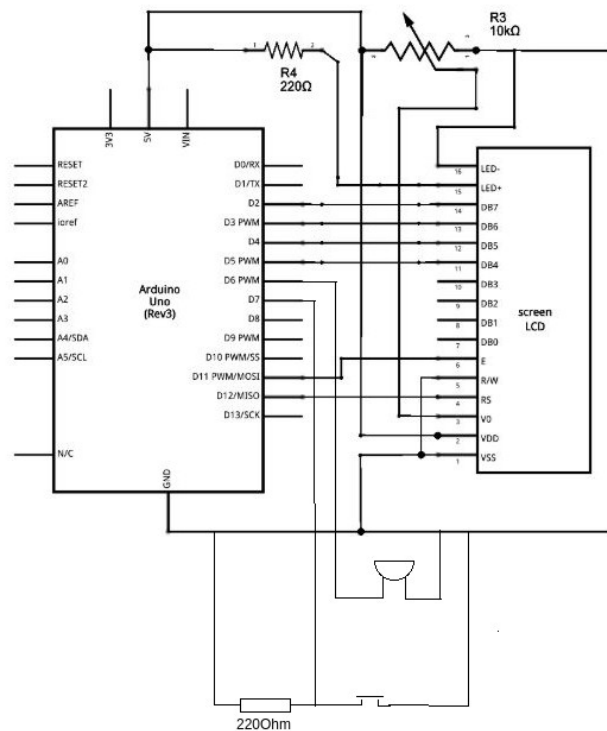 R3
10kΩ
1
2
R4
220Ω
3V3
5V
VIN
RESET
RESET2
AREF
ioref
A0
A1
A2
A3
A4/SDA
A5/SCL
N/C
Arduino
Uno
(Rev3)
D0/RX
D1/TX
D2
D3 PWM
D4
D5 PWM
D6 PWM
D7
D8
D9 PWM
D10 PWM/SS
D11 PWM/MOSI
D12/MISO
D13/SCK
GND
16 LED-
15 LED+
14 DB7
13 DB6
12 DB5
11 DB4
10 DB3
9 DB2
8 DB1
7 DB0
6 E
5 R/W
4 RS
3 V0
2 VDD
1 VSS
screen
LCD
220Ohm